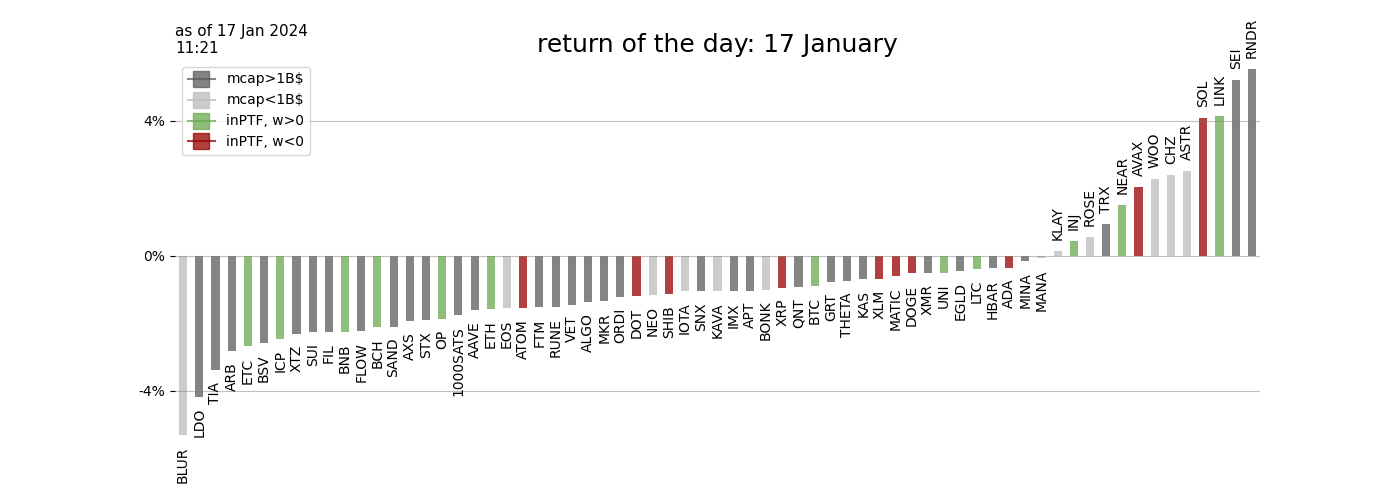 as of 17 Jan 2024
11:21
return of the day: 17 January
mcap>1B$
mcap<1B$
inPTF, w>0
inPTF, w<0
4%
0%
-4%
BLUR
LDO
TIA
ARB
ETC
BSV
ICP
XTZ
SUI
FIL
BNB
FLOW
BCH
SAND
AXS
STX
OP
1000SATS
AAVE
ETH
EOS
ATOM
FTM
RUNE
VET
ALGO
MKR
ORDI
DOT
NEO
SHIB
IOTA
SNX
KAVA
IMX
APT
BONK
XRP
QNT
BTC
GRT
THETA
KAS
XLM
MATIC
DOGE
XMR
UNI
EGLD
LTC
HBAR
ADA
MINA
MANA
KLAY
INJ
ROSE
TRX
NEAR
AVAX
WOO
CHZ
ASTR
SOL
LINK
SEI
RNDR